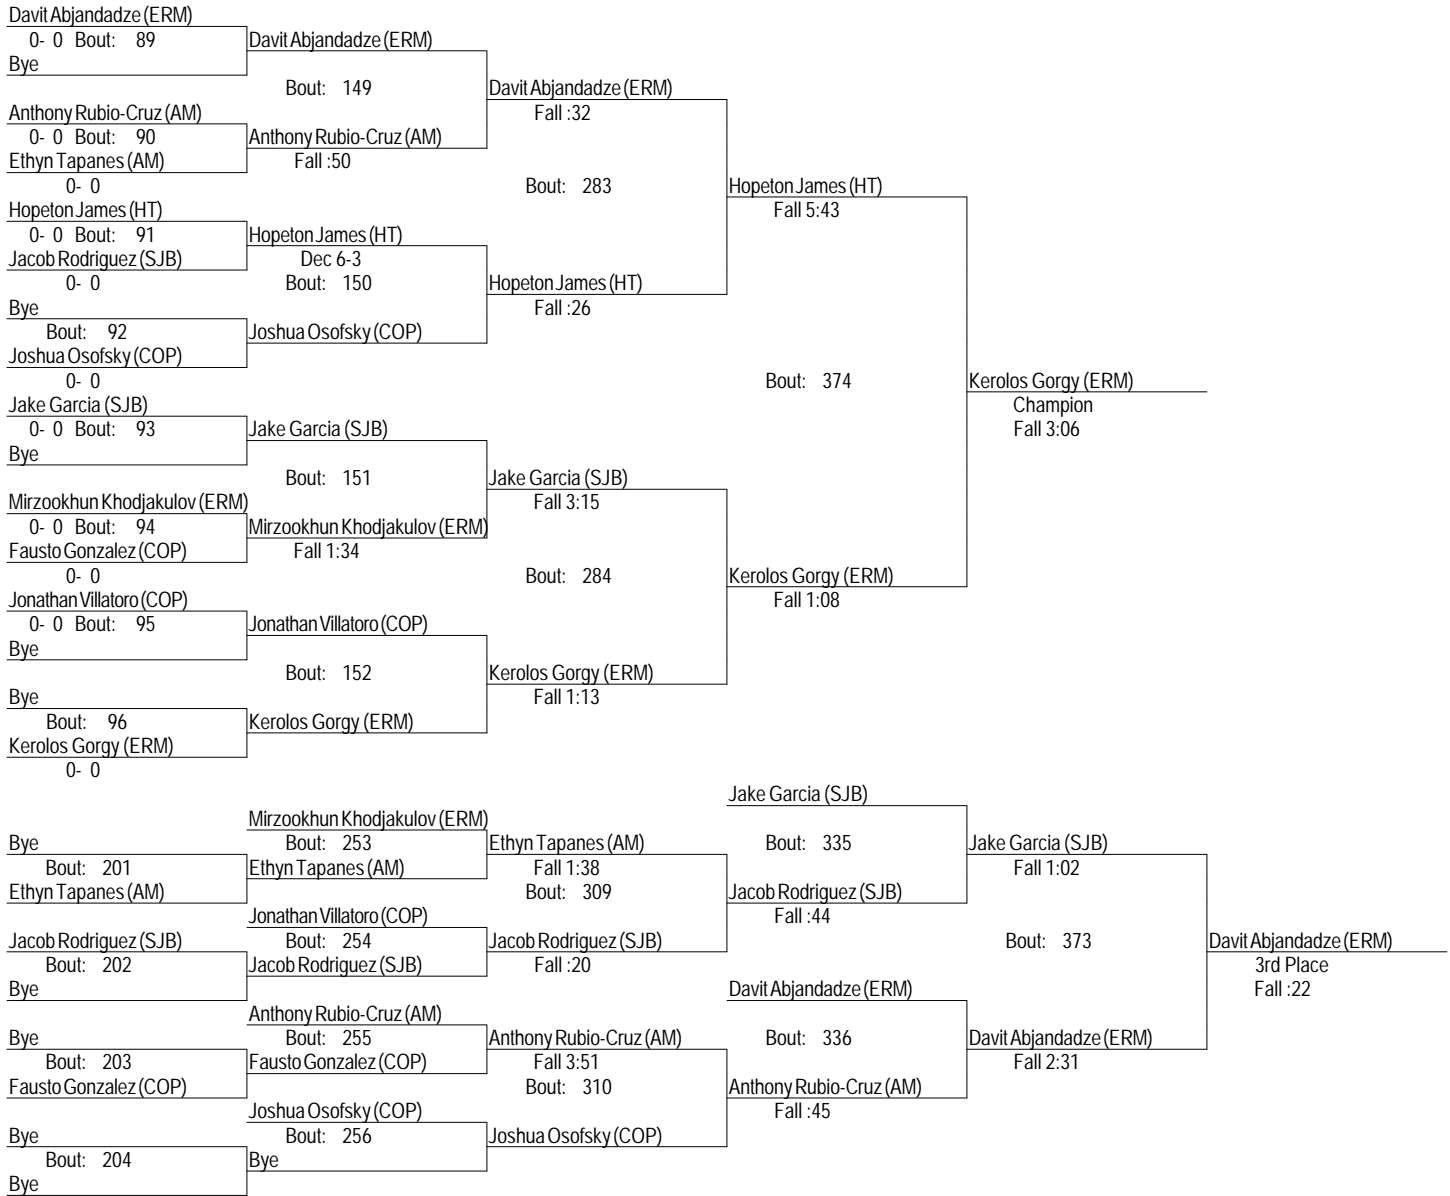 Davit Abjandadze (ERM)
0- 0 Bout: 89
Davit Abjandadze (ERM)
Bye
Bout: 149
Davit Abjandadze (ERM)
Anthony Rubio-Cruz (AM)
Fall :32
0- 0 Bout: 90
Anthony Rubio-Cruz (AM)
Ethyn Tapanes (AM)
Fall :50
0- 0
Bout: 283
Hopeton James (HT)
Hopeton James (HT)
Fall 5:43
0- 0 Bout: 91
Hopeton James (HT)
Jacob Rodriguez (SJB)
Dec 6-3
0- 0
Bout: 150
Hopeton James (HT)
Bye
Fall :26
Bout: 92
Joshua Osofsky (COP)
Joshua Osofsky (COP)
0- 0
Bout: 374
Kerolos Gorgy (ERM)
Jake Garcia (SJB)
Champion
0- 0 Bout: 93
Jake Garcia (SJB)
Fall 3:06
Bye
Bout: 151
Jake Garcia (SJB)
Mirzookhun Khodjakulov (ERM)
Fall 3:15
0- 0 Bout: 94
Mirzookhun Khodjakulov (ERM)
Fausto Gonzalez (COP)
Fall 1:34
0- 0
Bout: 284
Kerolos Gorgy (ERM)
Jonathan Villatoro (COP)
Fall 1:08
0- 0 Bout: 95
Jonathan Villatoro (COP)
Bye
Bout: 152
Kerolos Gorgy (ERM)
Bye
Fall 1:13
Bout: 96
Kerolos Gorgy (ERM)
Kerolos Gorgy (ERM)
0- 0
Jake Garcia (SJB)
Mirzookhun Khodjakulov (ERM)
Bye
Bout: 253
Ethyn Tapanes (AM)
Bout: 335
Jake Garcia (SJB)
Bout: 201
Ethyn Tapanes (AM)
Fall 1:38
Fall 1:02
Ethyn Tapanes (AM)
Bout: 309
Jacob Rodriguez (SJB)
Jonathan Villatoro (COP)
Fall :44
Jacob Rodriguez (SJB)
Bout: 254
Jacob Rodriguez (SJB)
Bout: 373
Davit Abjandadze (ERM)
Bout: 202
Jacob Rodriguez (SJB)
Fall :20
3rd Place
Bye
Davit Abjandadze (ERM)
Fall :22
Anthony Rubio-Cruz (AM)
Bye
Bout: 255
Anthony Rubio-Cruz (AM)
Bout: 336
Davit Abjandadze (ERM)
Bout: 203
Fausto Gonzalez (COP)
Fall 3:51
Fall 2:31
Fausto Gonzalez (COP)
Bout: 310
Anthony Rubio-Cruz (AM)
Joshua Osofsky (COP)
Fall :45
Bye
Bout: 256
Joshua Osofsky (COP)
Bout: 204
Bye
Bye